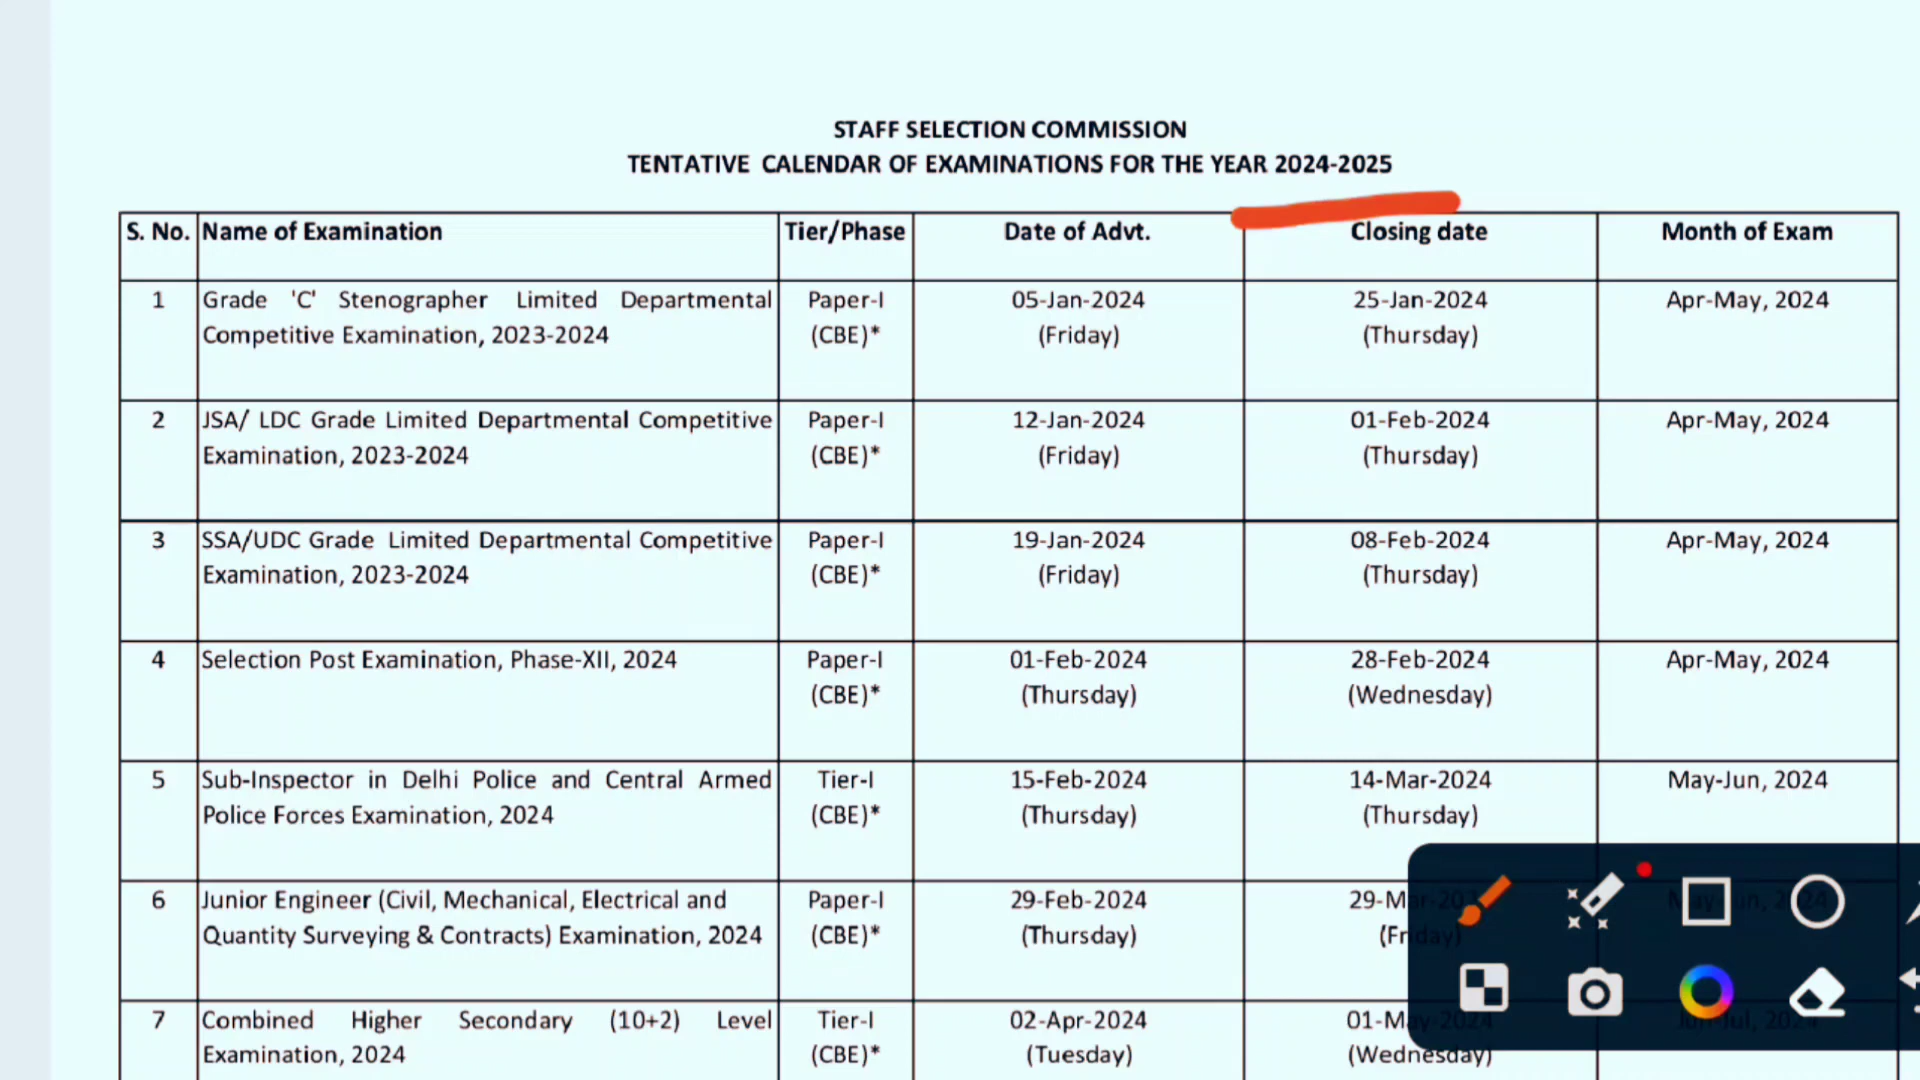 STAFF SELECTION COMMISSION
TENTATIVE CALENDAR OF EXAMINATIONS FOR THE YEAR 2024-2025
S. No. Name of Examination Tier/Phase Date of Advt. Closing date Month of Exam
1 Grade 'C' Stenographer Limited Departmental Paper-I 05-Jan-2024 25-Jan-2024 Apr-May, 2024
Competitive Examination, 2023-2024 (CBE)* (Friday) (Thursday)
2 JSA/ LDC Grade Limited Departmental Competitive Paper-I 12-Jan-2024 01-Feb-2024 Apr-May, 2024
Examination, 2023-2024 (CBE)* (Friday) (Thursday)
3 SSA/UDC Grade Limited Departmental Competitive Paper-I 19-Jan-2024 08-Feb-2024 Apr-May, 2024
Examination, 2023-2024 (CBE)* (Friday) (Thursday)
4 Selection Post Examination, Phase-XII, 2024 Paper-I 01-Feb-2024 28-Feb-2024 Apr-May, 2024
(CBE)* (Thursday) (Wednesday)
5 Sub-Inspector in Delhi Police and Central Armed Tier-I 15-Feb-2024 14-Mar-2024 May-Jun, 2024
Police Forces Examination, 2024 (CBE)* (Thursday) (Thursday)
6 Junior Engineer (Civil, Mechanical, Electrical and Paper-I 29-Feb-2024
Quantity Surveying & Contracts) Examination, 2024 (CBE)* (Thursday) (Friday)
7 Combined Higher Secondary (10+2) Level Tier-I 02-Apr-2024 01-May-2024
Examination, 2024 (CBE)* (Tuesday) (Wednesday)